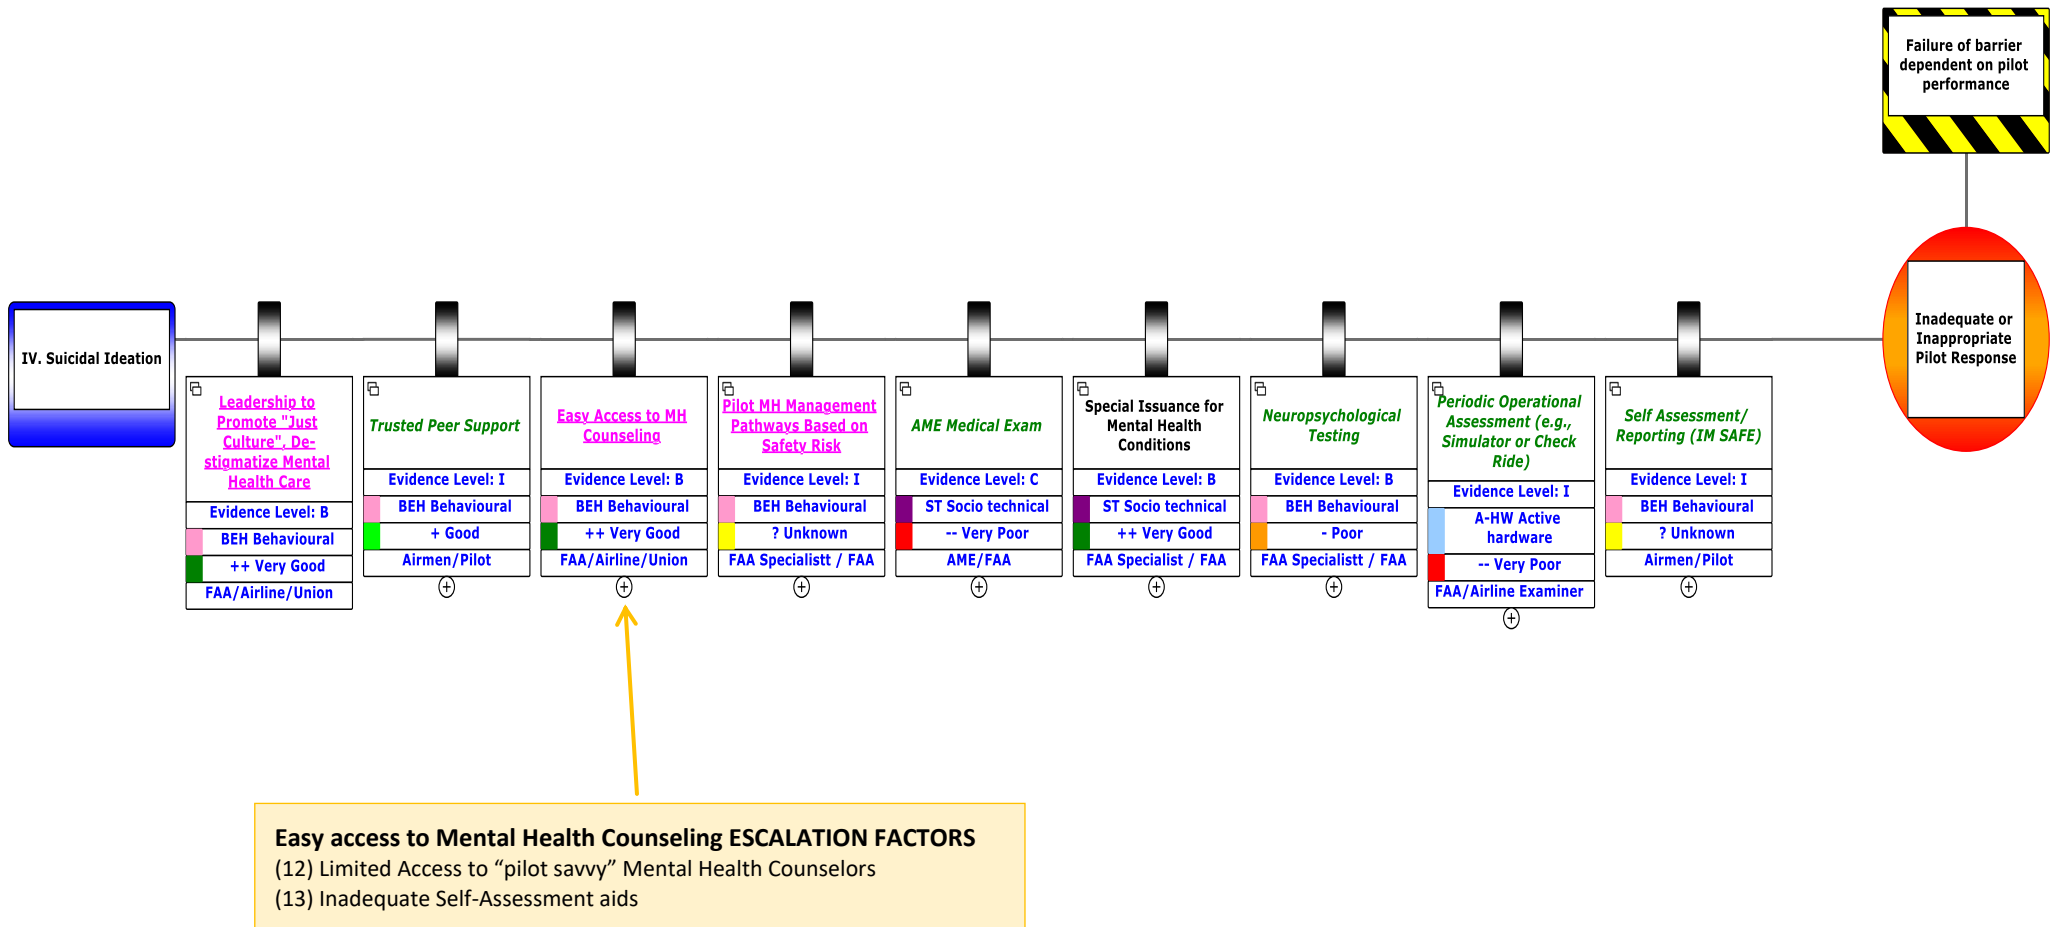 Failure of barrier
dependent on pilot
performance
Inadequate or
Inappropriate
Pilot Response
IV. Suicidal Ideation
Leadership to
Promote "Just
Culture", De-
stigmatize Mental
Health Care
Evidence Level: B
BEH Behavioural
++ Very Good
FAA/Airline/Union
Trusted Peer Support
Evidence Level: I
BEH Behavioural
+ Good
Airmen/Pilot
Easy Access to MH
Counseling
Evidence Level: B
BEH Behavioural
++ Very Good
FAA/Airline/Union
Pilot MH Management
Pathways Based on
Safety Risk
Evidence Level: I
BEH Behavioural
? Unknown
FAA Specialistt / FAA
AME Medical Exam
Evidence Level: C
ST Socio technical
-- Very Poor
AME/FAA
Special Issuance for
Mental Health
Conditions
Evidence Level: B
ST Socio technical
++ Very Good
FAA Specialist / FAA
Neuropsychological
Testing
Evidence Level: B
BEH Behavioural
- Poor
FAA Specialistt / FAA
Periodic Operational
Assessment (e.g.,
Simulator or Check
Ride)
Evidence Level: I
A-HW Active
hardware
-- Very Poor
FAA/Airline Examiner
Self Assessment/
Reporting (IM SAFE)
Evidence Level: I
BEH Behavioural
? Unknown
Airmen/Pilot
Easy access to Mental Health Counseling ESCALATION FACTORS
(12) Limited Access to “pilot savvy” Mental Health Counselors
(13) Inadequate Self-Assessment aids